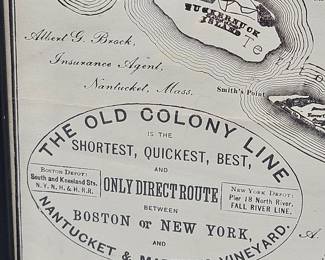 TUCKERNUCK
ISLAND
Te
Albert G. Brock,
Insurance Agent,
Nantucket, Mass.
Smith's Point
THE OLD COLONY LINE
IS THE
SHORTEST, QUICKEST, BEST,
AND
ONLY DIRECT ROUTE
BOSTON DEPOT:
South and Kneeland Sts.
N. Y. N. H. & H. R.R.
NEW YORK DEPOT:
Pier 18 North River,
FALL RIVER LINE.
BETWEEN
BOSTON or NEW YORK,
AND
NANTUCKET & VINEYARD.
A.